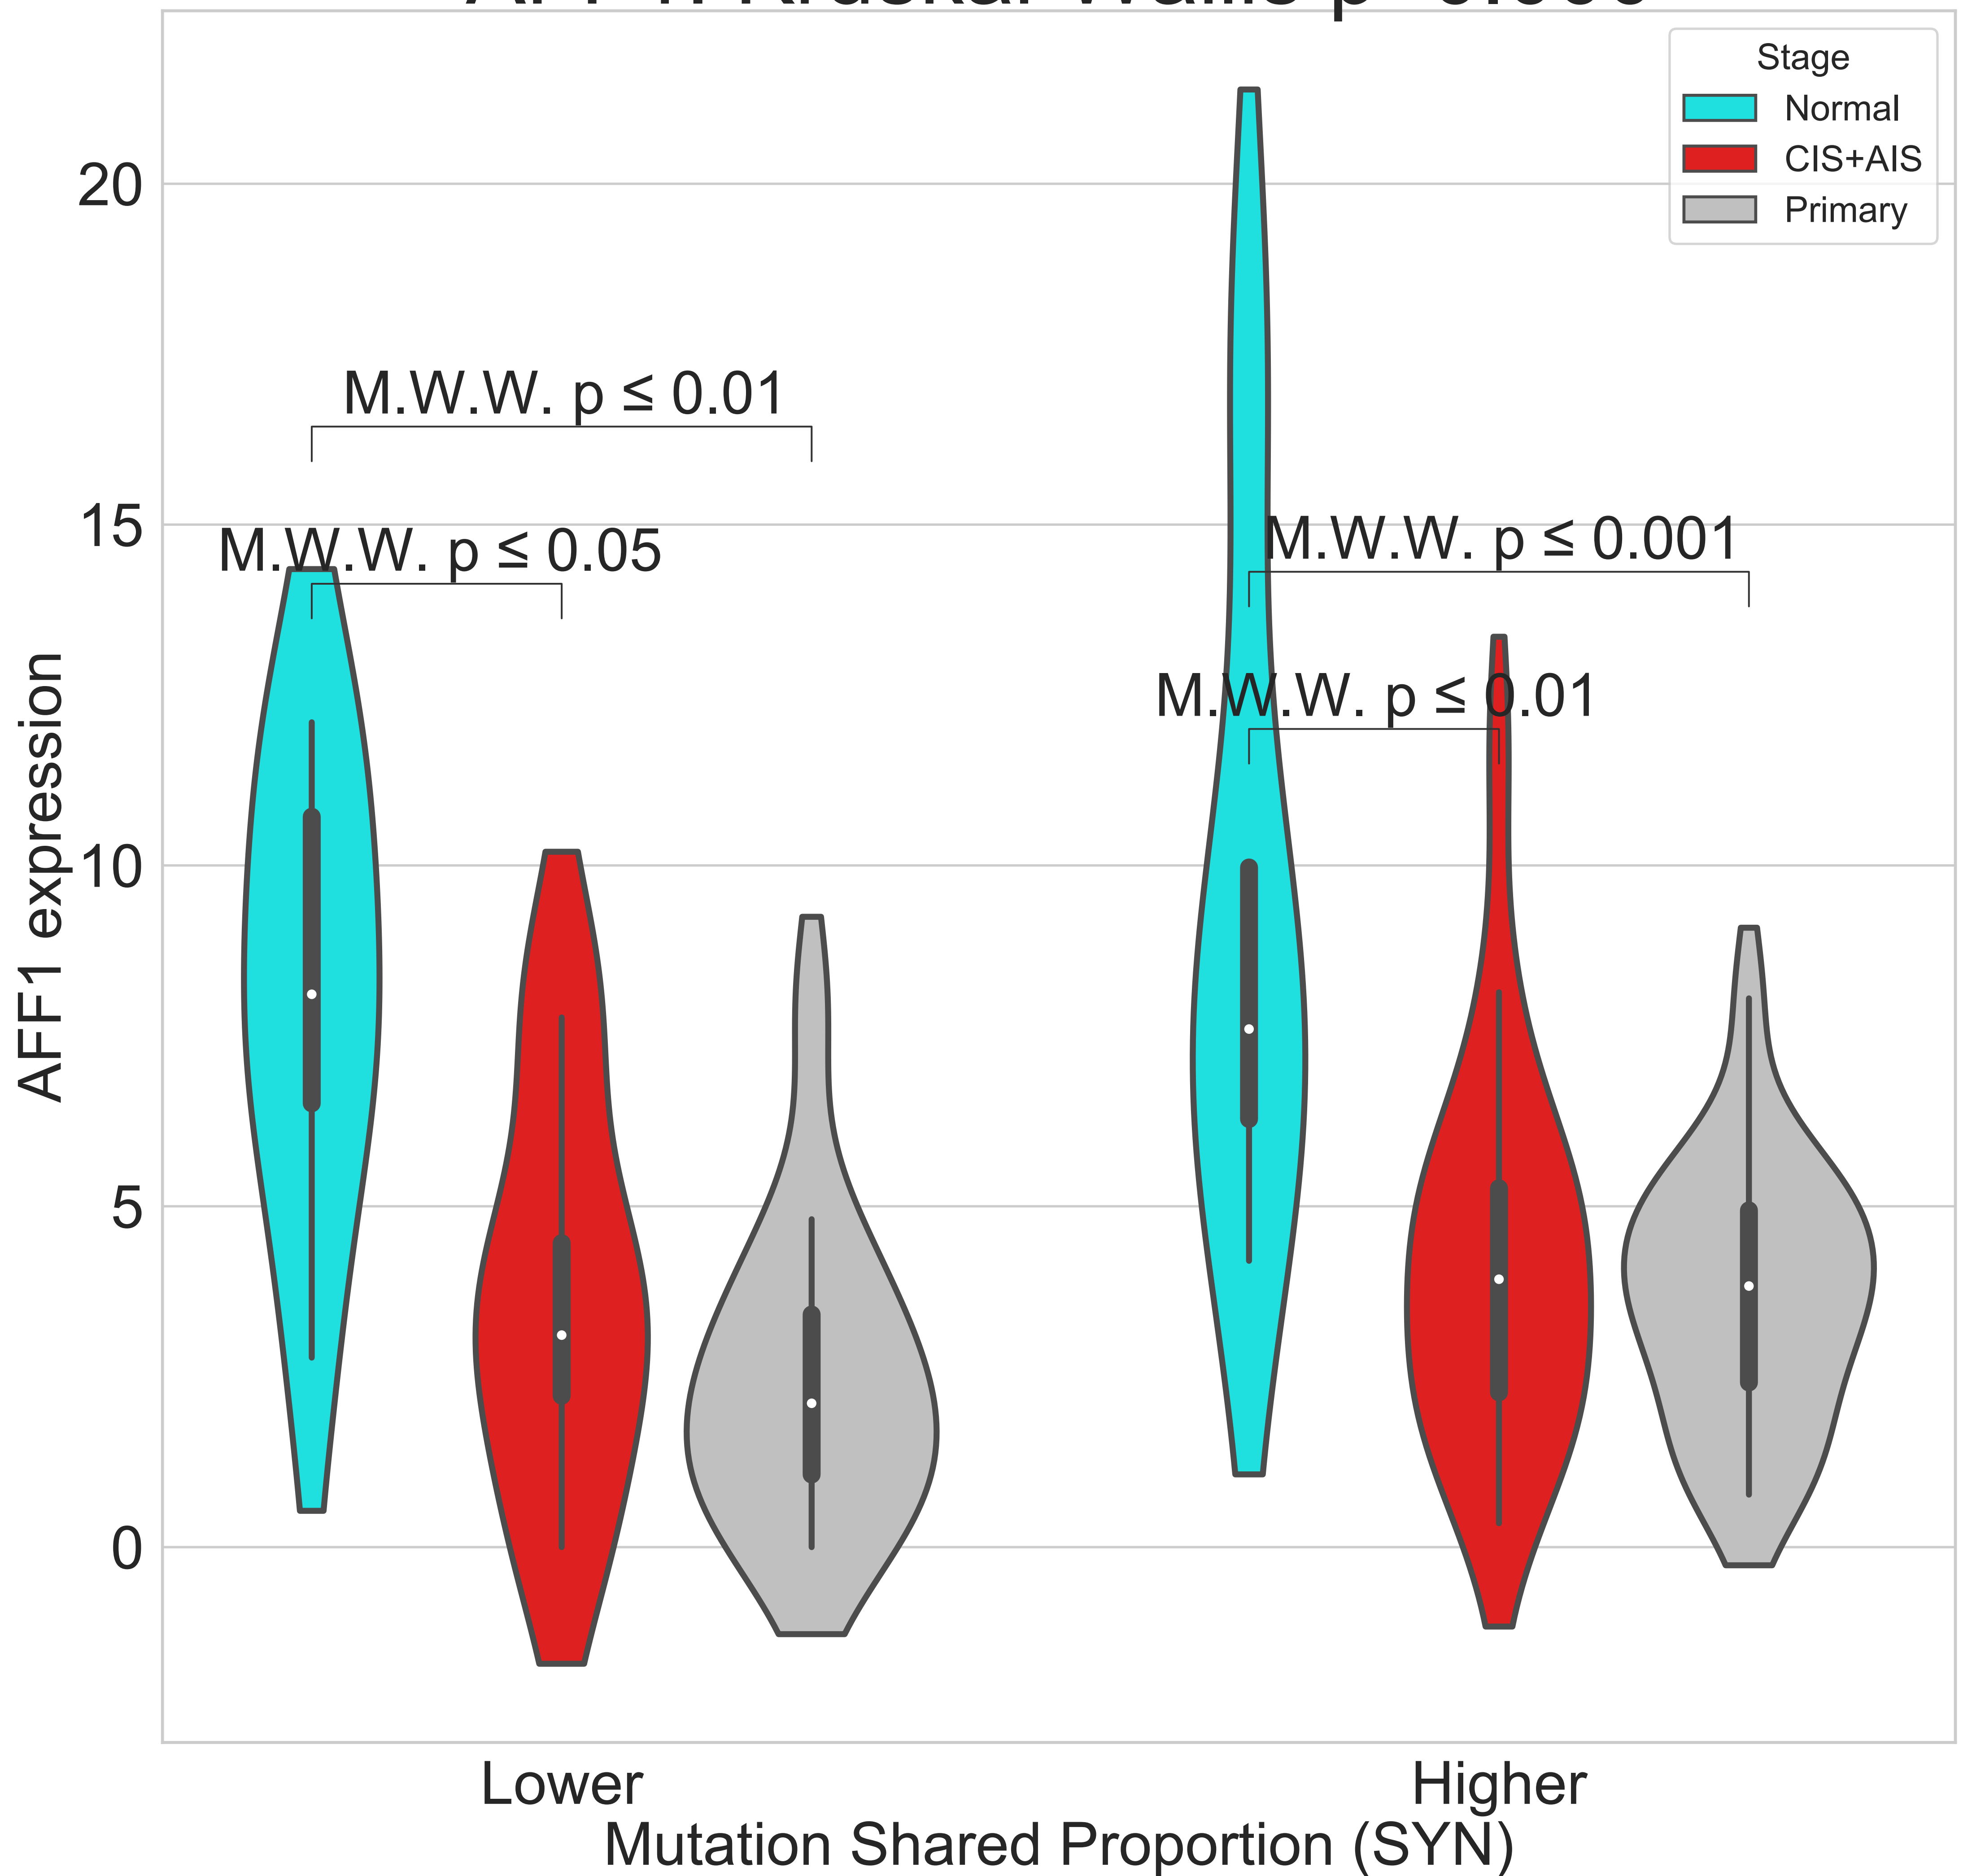 Stage
Normal
CIS+AIS
Primary
20
15
10
5
0
AFF1 expression
M.W.W. p ≤ 0.01
M.W.W. p ≤ 0.05
M.W.W. p ≤ 0.001
M.W.W. p ≤ 0.01
Lower
Higher
Mutation Shared Proportion (SYN)